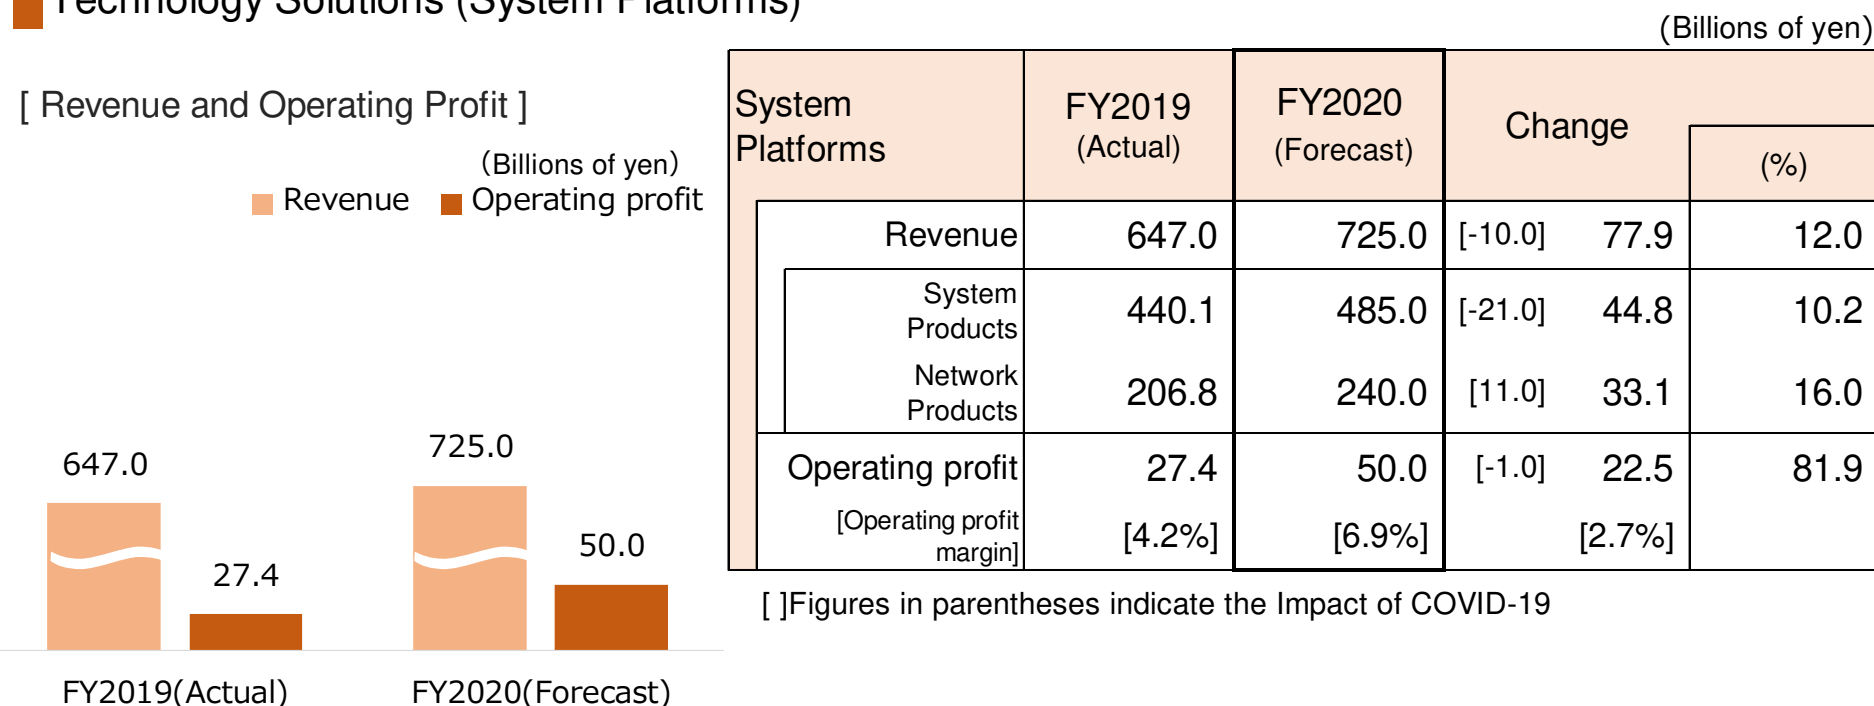 Technology Solutions (System Platforms)
(Billions of yen)
[ Revenue and Operating Profit ]
(Billions of yen)
Revenue Operating profit
647.0
27.4
725.0
50.0
FY2019(Actual) FY2020(Forecast)
System Platforms
FY2019 (Actual)
FY2020 (Forecast)
Change
(%)
Revenue 647.0 725.0 [-10.0] 77.9 12.0
System
Products 440.1 485.0 [-21.0] 44.8 10.2
Network
Products 206.8 240.0 [11.0] 33.1 16.0
Operating profit 27.4 50.0 [-1.0] 22.5 81.9
[Operating profit
margin] [4.2%] [6.9%] [2.7%]
[ ]Figures in parentheses indicate the Impact of COVID-19